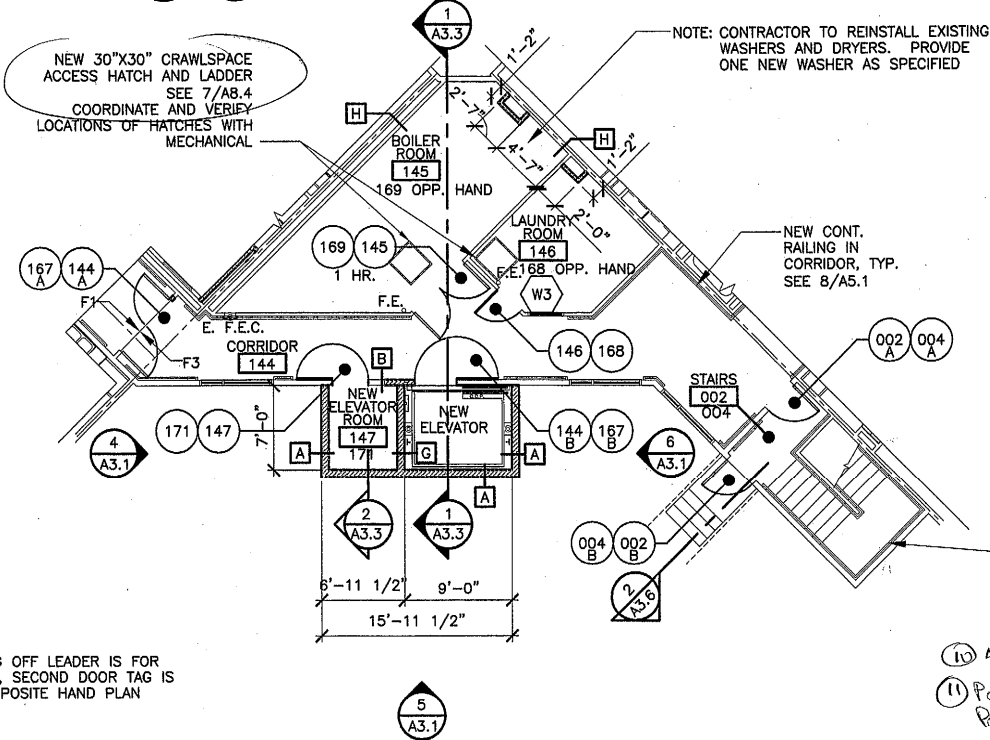 1
A3.3
NEW 30"X30" CRAWLSPACE
ACCESS HATCH AND LADDER
SEE 7/A8.4
COORDINATE AND VERIFY
LOCATIONS OF HATCHES WITH
MECHANICAL
NOTE: CONTRACTOR TO REINSTALL EXISTING
WASHERS AND DRYERS. PROVIDE
ONE NEW WASHER AS SPECIFIED
1'-2"
2'-7"
4'-7"
1'-2"
2'-0"
H
H
BOILER
ROOM
145
169 OPP. HAND
LAUNDRY
ROOM
146
168 OPP. HAND
F.E.
W3
169 145
1 HR.
F.E.
NEW CONT.
RAILING IN
CORRIDOR, TYP.
SEE 8/A5.1
167 A
144 A
F1
F3
E. F.E.C.
CORRIDOR
144
B
146 168
002 A
004 A
STAIRS
002
004
NEW
ELEVATOR
ROOM
147
171
NEW
ELEVATOR
7'-0"
171 147
A
G
A
A
144 B
167 B
4
A3.1
6
A3.1
2
A3.3
1
A3.3
004 B
002 B
2
A3.6
6'-11 1/2"
9'-0"
15'-11 1/2"
OFF LEADER IS FOR
, SECOND DOOR TAG IS
POSITE HAND PLAN
5
A3.1
10
11